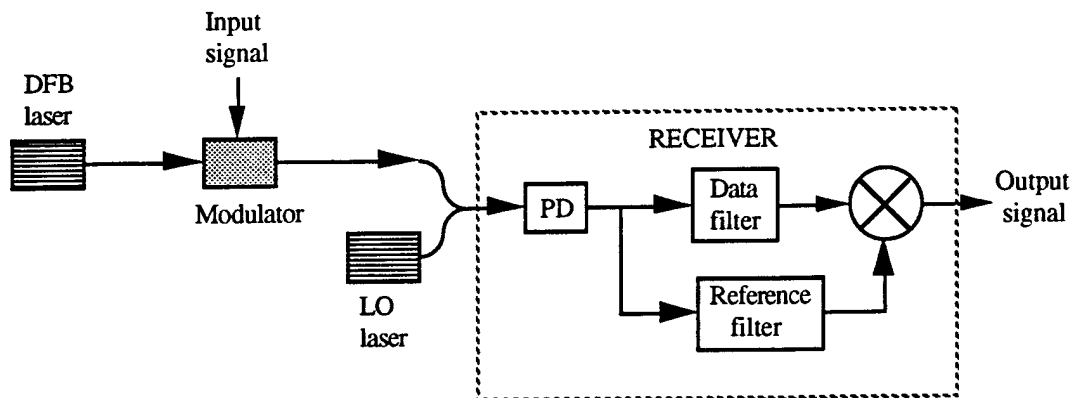 Input
signal
DFB
laser
Modulator
LO
laser
RECEIVER
PD
Data
filter
Reference
filter
Output
signal